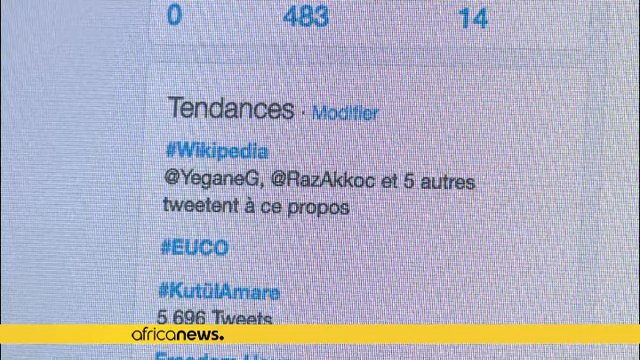 0 483 14
Tendances · Modifier
#Wikipedia
@YeganeG, @RazAkkoc et 5 autres
tweetent à ce propos
#EUCO
#KutülAmare
5 696 Tweets
africanews.